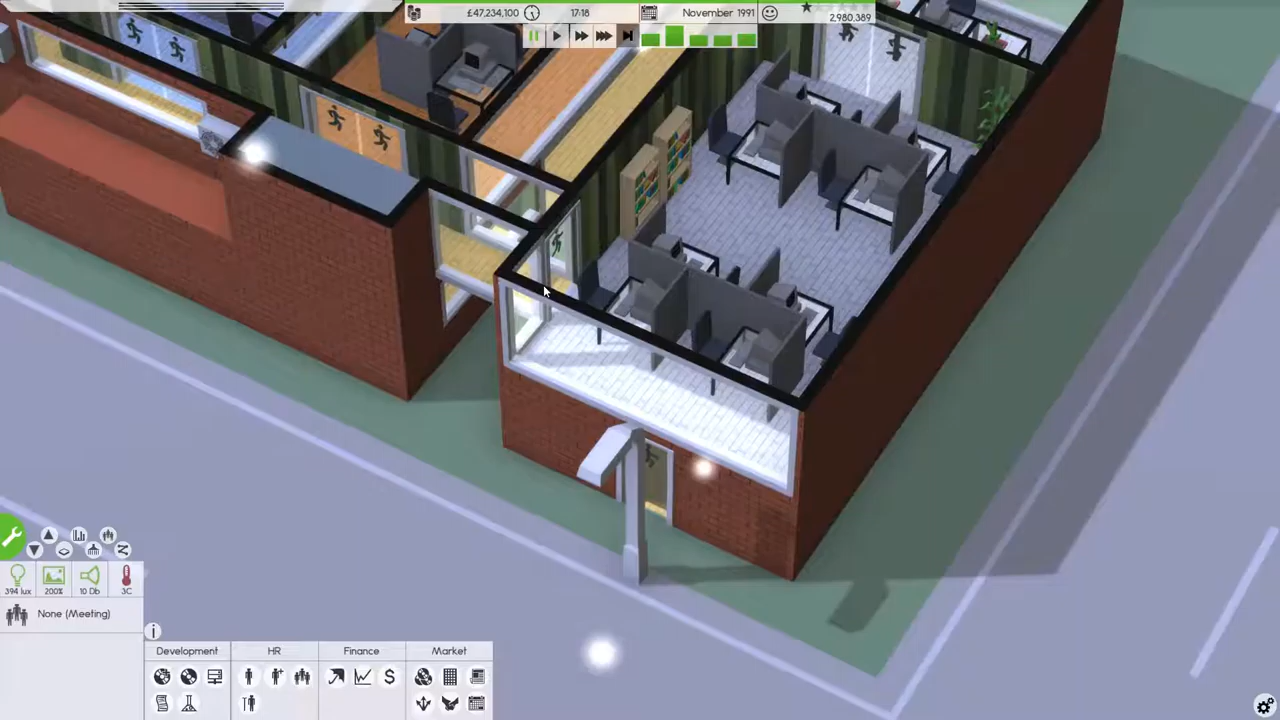 £47,234,100
17:18
November 1991
2,980,389
394 lux
200%
10 Db
3C
None (Meeting)
Development
HR
Finance
Market